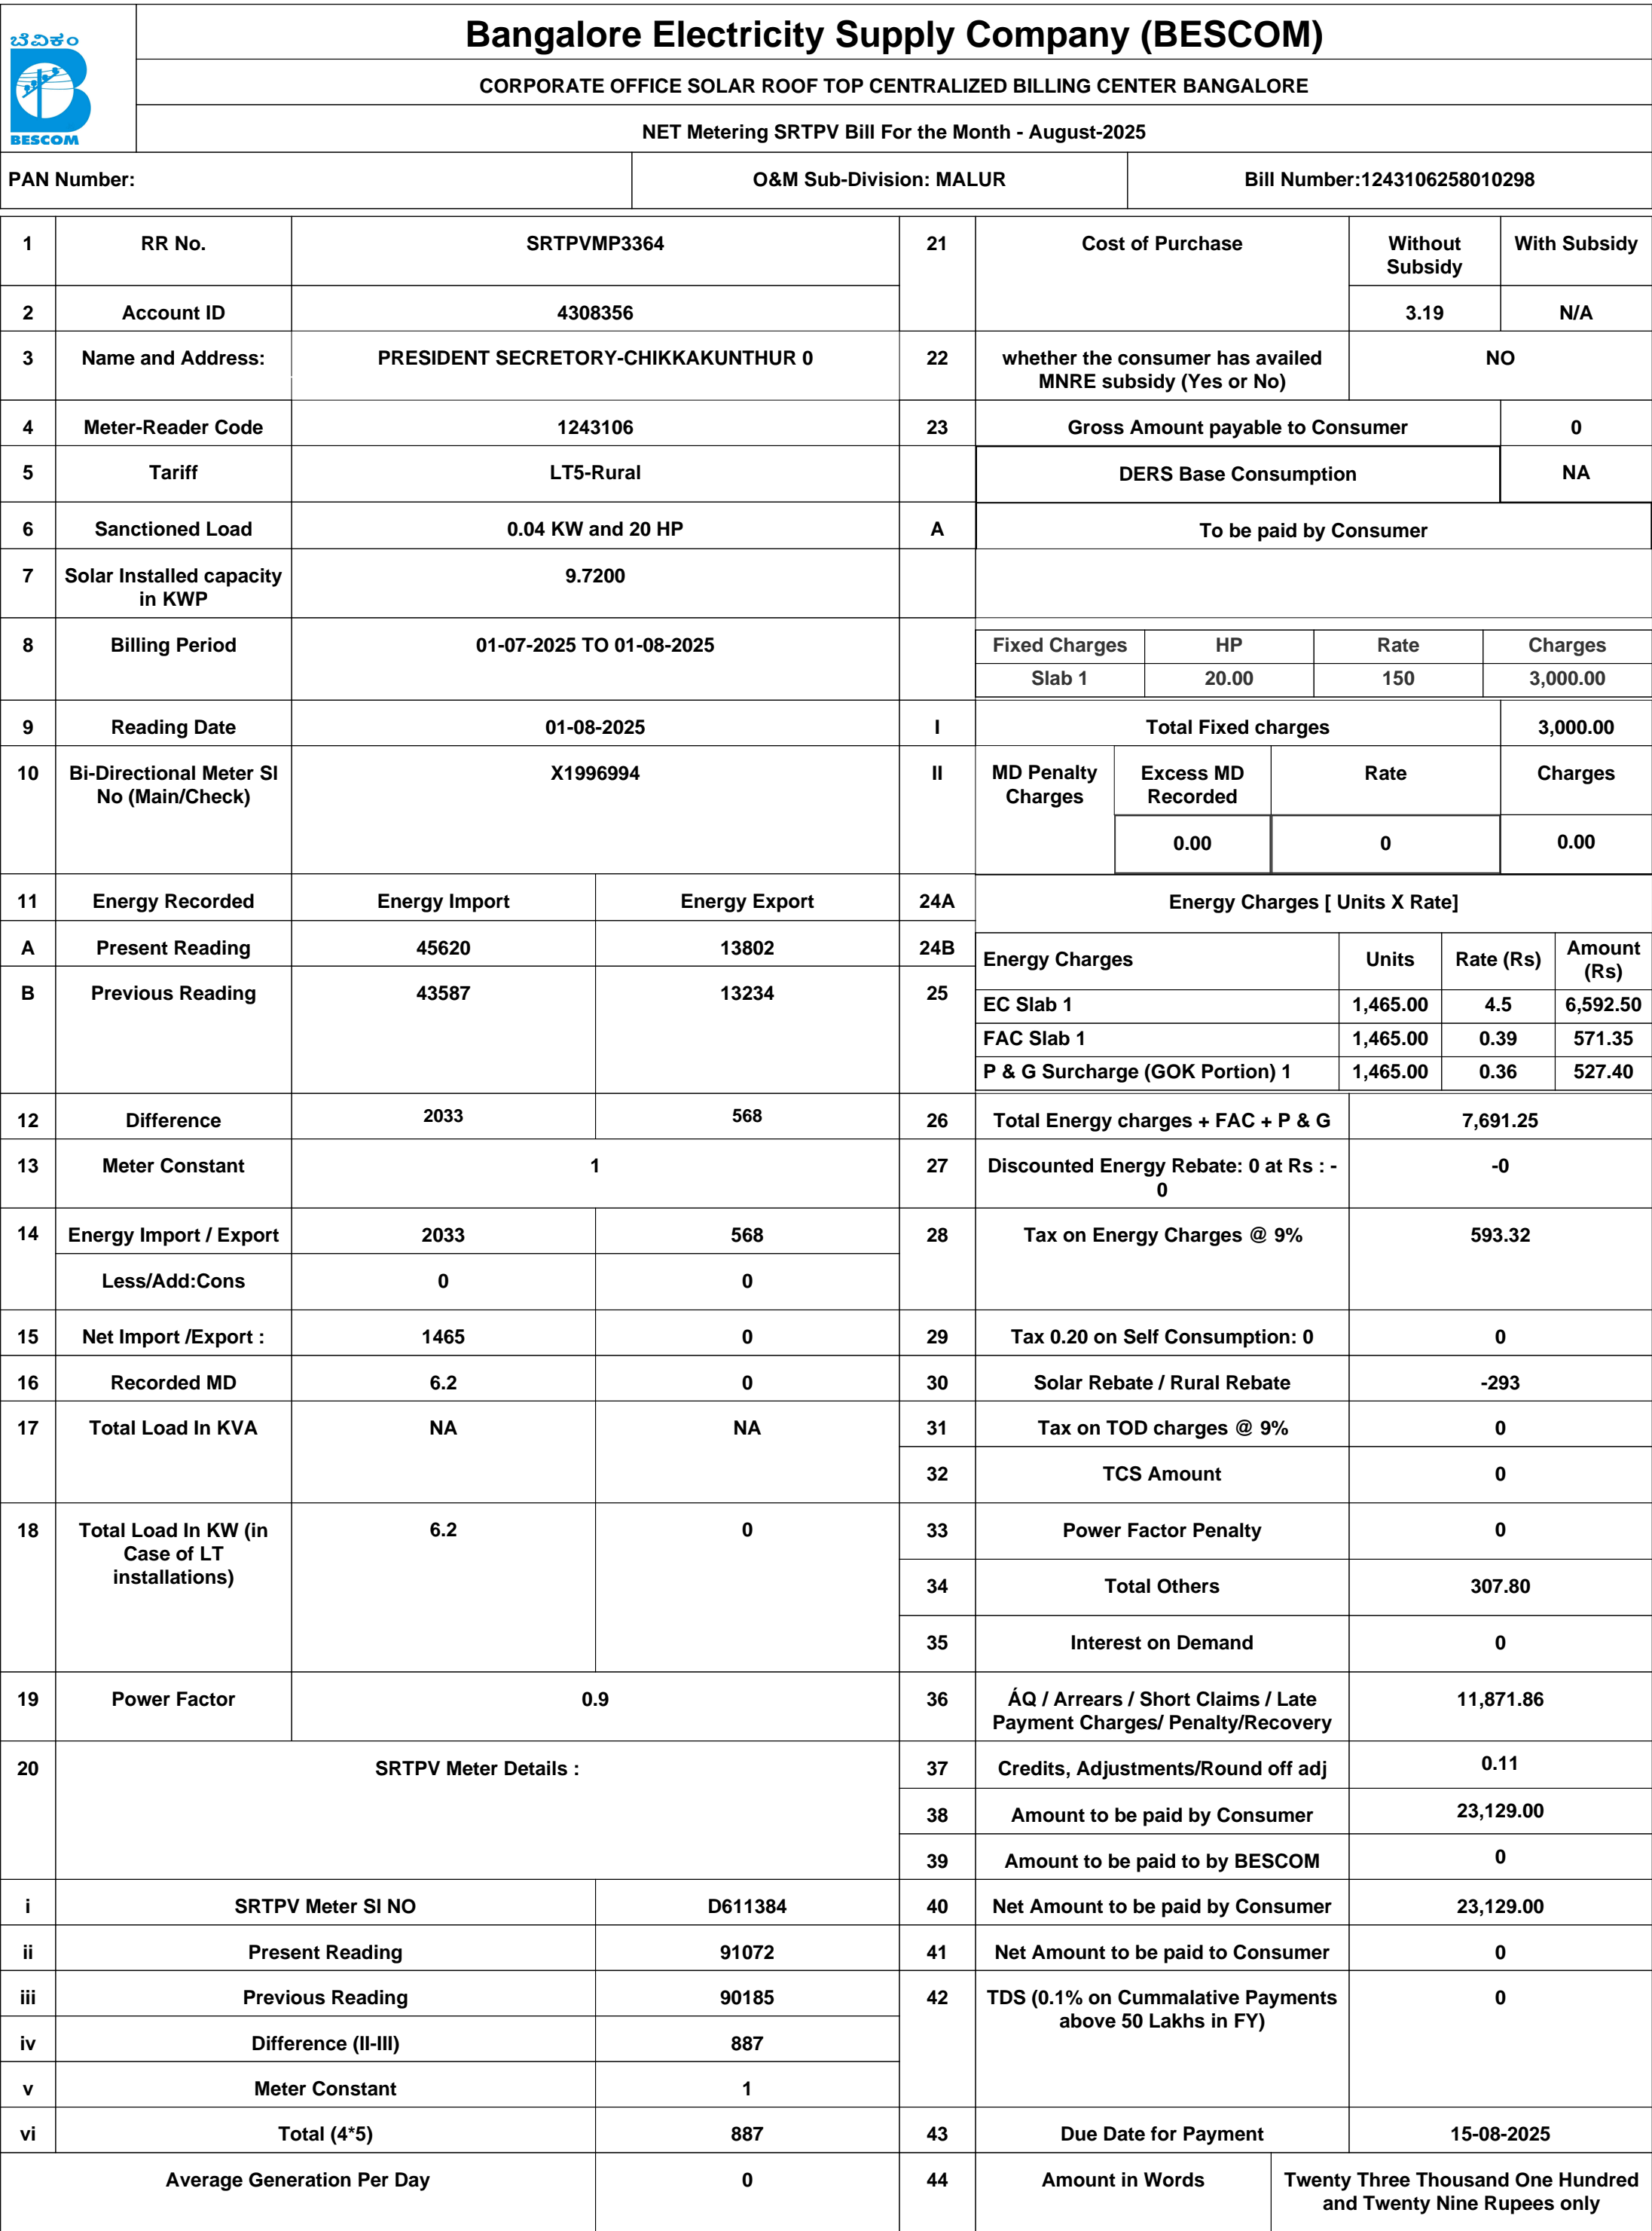 ಬೆವಿಕಂ
BESCOM
Bangalore Electricity Supply Company (BESCOM)
CORPORATE OFFICE SOLAR ROOF TOP CENTRALIZED BILLING CENTER BANGALORE
NET Metering SRTPV Bill For the Month - August-2025
PAN Number: O&M Sub-Division: MALUR Bill Number:1243106258010298
1 RR No. SRTPVMP3364
2 Account ID 4308356
3 Name and Address: PRESIDENT SECRETORY-CHIKKAKUNTHUR 0
4 Meter-Reader Code 1243106
5 Tariff LT5-Rural
6 Sanctioned Load 0.04 KW and 20 HP
7 Solar Installed capacity
in KWP 9.7200
8 Billing Period 01-07-2025 TO 01-08-2025
9 Reading Date 01-08-2025
10 Bi-Directional Meter SI
No (Main/Check) X1996994
11 Energy Recorded Energy Import Energy Export
A Present Reading 45620 13802
B Previous Reading 43587 13234
12 Difference 2033 568
13 Meter Constant 1
14 Energy Import / Export 2033 568
Less/Add:Cons 0 0
15 Net Import /Export : 1465 0
16 Recorded MD 6.2 0
17 Total Load In KVA NA NA
18 Total Load In KW (in
Case of LT
installations) 6.2 0
19 Power Factor 0.9
20 SRTPV Meter Details :
i SRTPV Meter SI NO D611384
ii Present Reading 91072
iii Previous Reading 90185
iv Difference (II-III) 887
v Meter Constant 1
vi Total (4*5) 887
Average Generation Per Day 0
21 Cost of Purchase Without
Subsidy With Subsidy
3.19 N/A
22 whether the consumer has availed
MNRE subsidy (Yes or No) NO
23 Gross Amount payable to Consumer 0
DERS Base Consumption NA
A To be paid by Consumer
Fixed Charges HP Rate Charges
Slab 1 20.00 150 3,000.00
I Total Fixed charges 3,000.00
II MD Penalty
Charges Excess MD
Recorded Rate Charges
0.00 0 0.00
24A Energy Charges [ Units X Rate]
24B Energy Charges Units Rate (Rs) Amount
(Rs)
25 EC Slab 1 1,465.00 4.5 6,592.50
FAC Slab 1 1,465.00 0.39 571.35
P & G Surcharge (GOK Portion) 1 1,465.00 0.36 527.40
26 Total Energy charges + FAC + P & G 7,691.25
27 Discounted Energy Rebate: 0 at Rs : -
0 -0
28 Tax on Energy Charges @ 9% 593.32
29 Tax 0.20 on Self Consumption: 0 0
30 Solar Rebate / Rural Rebate -293
31 Tax on TOD charges @ 9% 0
32 TCS Amount 0
33 Power Factor Penalty 0
34 Total Others 307.80
35 Interest on Demand 0
36 ÁQ / Arrears / Short Claims / Late
Payment Charges/ Penalty/Recovery 11,871.86
37 Credits, Adjustments/Round off adj 0.11
38 Amount to be paid by Consumer 23,129.00
39 Amount to be paid to by BESCOM 0
40 Net Amount to be paid by Consumer 23,129.00
41 Net Amount to be paid to Consumer 0
42 TDS (0.1% on Cummalative Payments
above 50 Lakhs in FY) 0
43 Due Date for Payment 15-08-2025
44 Amount in Words Twenty Three Thousand One Hundred
and Twenty Nine Rupees only